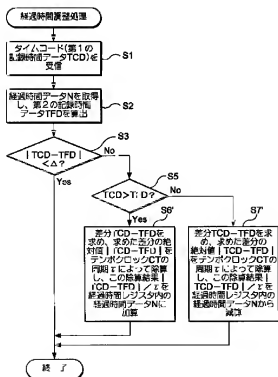 経過時間調整処理
S1
タイムコード(第1の
記録時間データTCD)を
受信
S2
経過時間データNを取得
し、第2の記録時間
データTFDを算出
S3
|TCD-TFD|
<Δ?
No
Yes
S5
TCD>TFD?
No
Yes
S6'
差分TCD-TFDを
求め、求めた差分の絶
対値|TCD-TFD|
をテンポクロックCTの
周期τによって除算
し、この除算結果|
TCD-TFD|/τを
経過時間レジスタ内の
経過時間データNに
加算
S7'
差分TCD-TFDを求
め、求めた差分の
絶対値|TCD-TFD|
をテンポクロックCTの
周期τによって除算
し、この除算結果|
TCD-TFD|/τを
経過時間レジスタ内の
経過時間データNから
減算
終 了